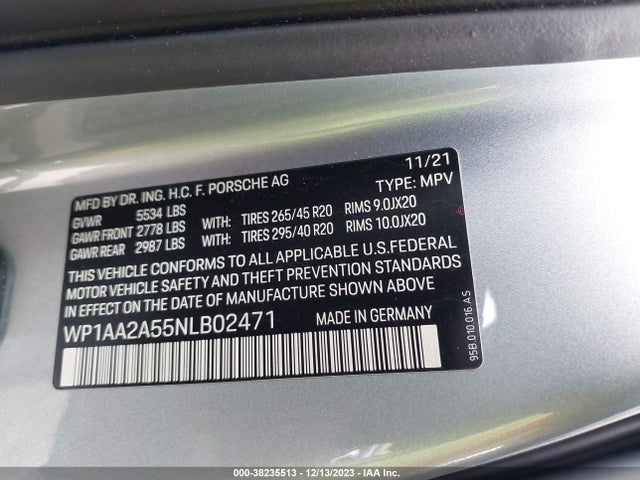 MFD BY DR. ING. H.C. F. PORSCHE AG 11/21
GVWR 5534 LBS TYPE: MPV
GAWR FRONT 2778 LBS WITH: TIRES 265/45 R20 RIMS 9.0JX20
GAWR REAR 2987 LBS WITH: TIRES 295/40 R20 RIMS 10.0JX20
THIS VEHICLE CONFORMS TO ALL APPLICABLE U.S.FEDERAL
MOTOR VEHICLE SAFETY AND THEFT PREVENTION STANDARDS
IN EFFECT ON THE DATE OF MANUFACTURE SHOWN ABOVE
WP1AA2A55NLB02471 MADE IN GERMANY
95B.010.016.AS
000-38235513 - 12/13/2023 - IAA Inc.